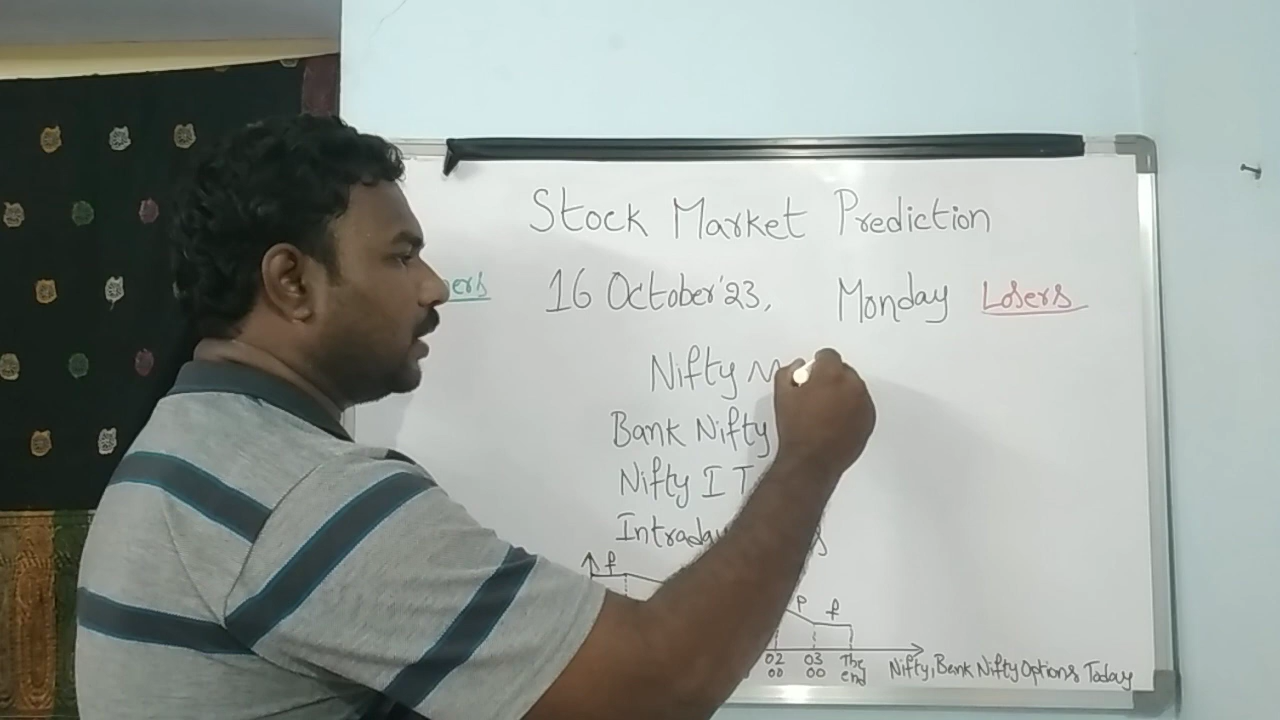 Stock Market Prediction
16 October'23, Monday Losers
Nifty
Bank Nifty
Nifty IT
f
P f
02 03 The
00 00 end
Nifty, Bank Nifty Options Today